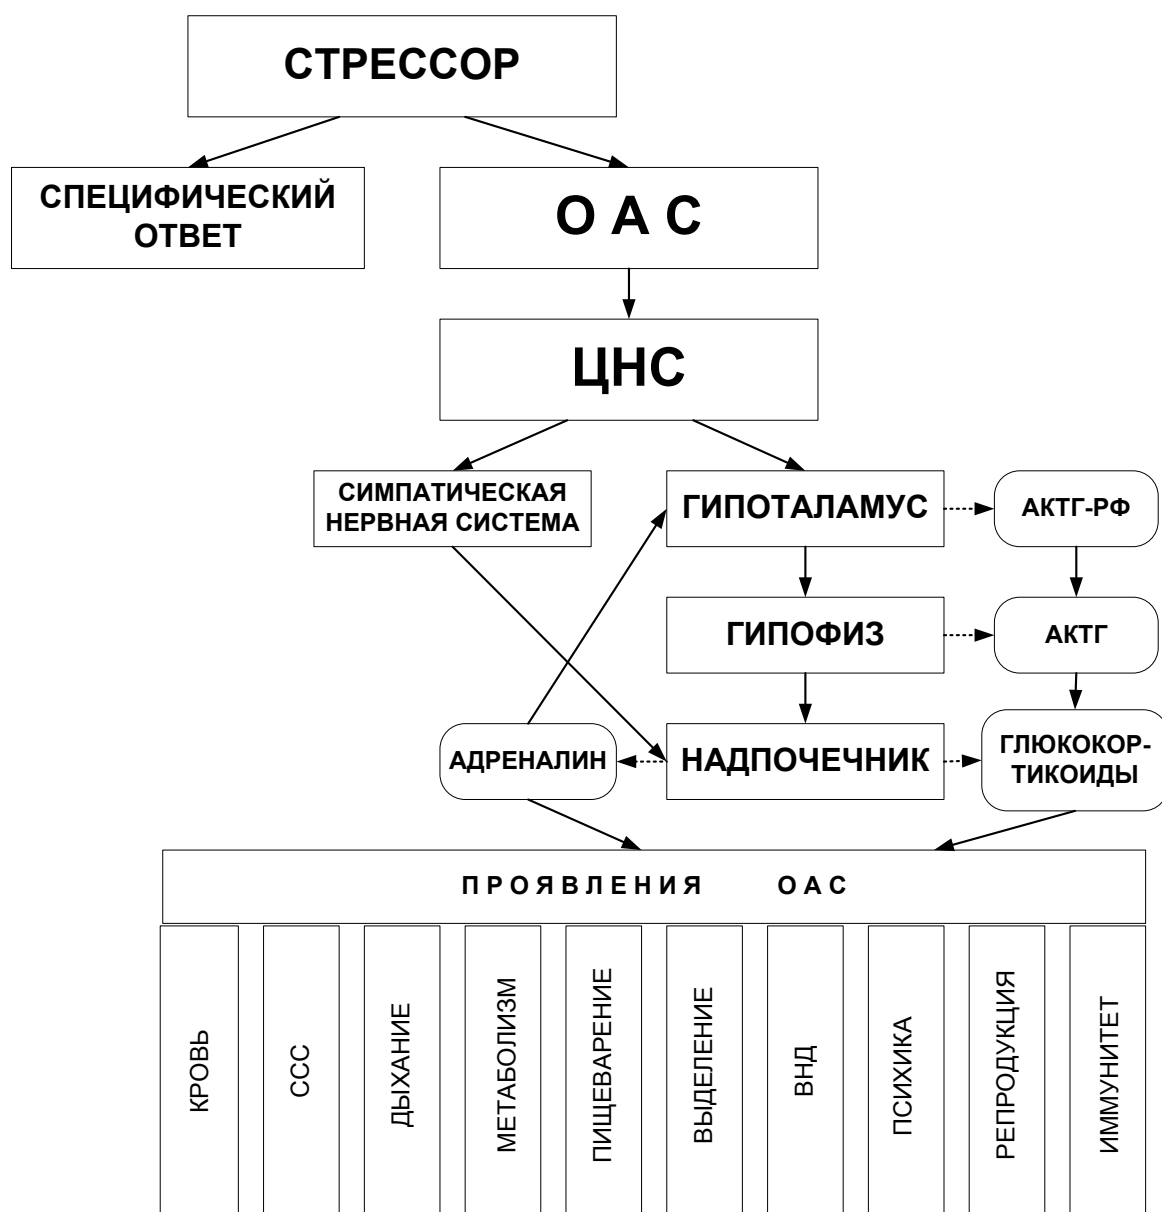 СТРЕССОР
СПЕЦИФИЧЕСКИЙ
ОТВЕТ
О А С
ЦНС
СИМПАТИЧЕСКАЯ
НЕРВНАЯ СИСТЕМА
ГИПОТАЛАМУС
АКТГ-РФ
ГИПОФИЗ
АКТГ
АДРЕНАЛИН
НАДПОЧЕЧНИК
ГЛЮКОКОР-
ТИКОИДЫ
П Р О Я В Л Е Н И Я О А С
КРОВЬ
ССС
ДЫХАНИЕ
МЕТАБОЛИЗМ
ПИЩЕВАРЕНИЕ
ВЫДЕЛЕНИЕ
ВНД
ПСИХИКА
РЕПРОДУКЦИЯ
ИММУНИТЕТ